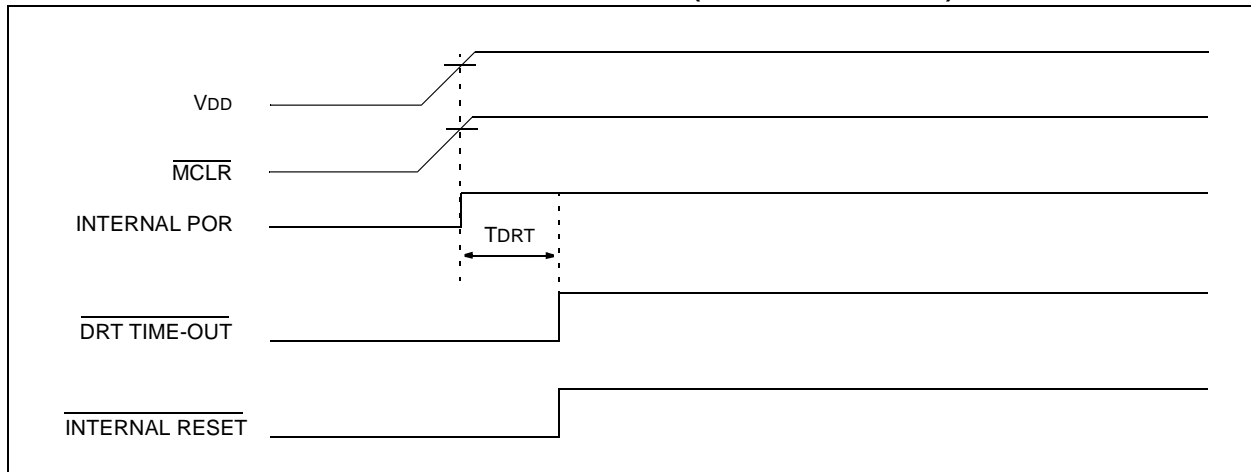 VDD
MCLR
INTERNAL POR
TDRT
DRT TIME-OUT
INTERNAL RESET